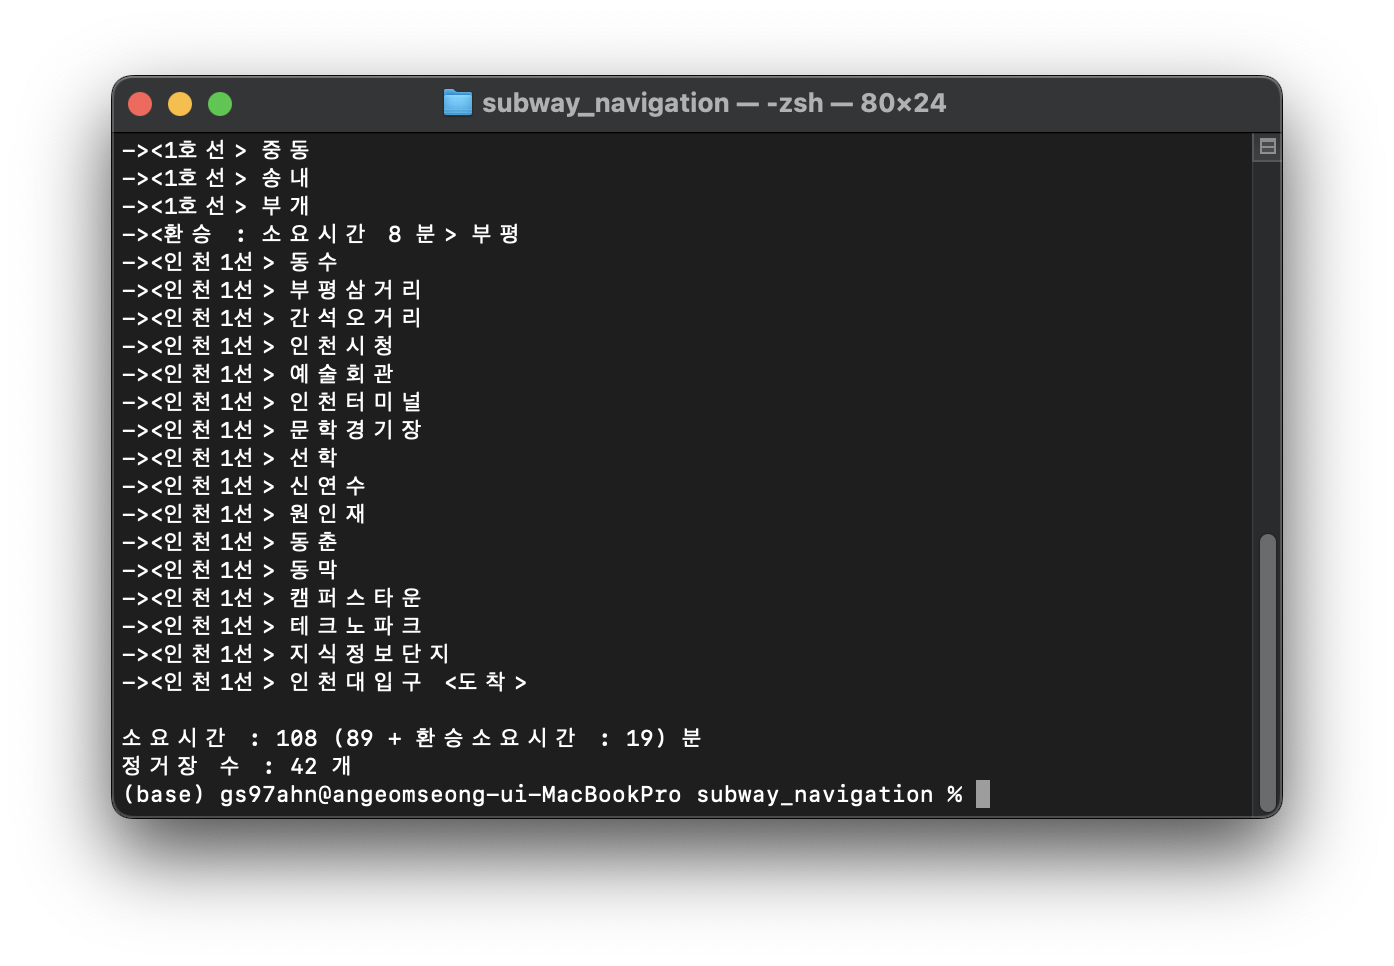 subway_navigation — -zsh — 80×24
-><1호선> 중동
-><1호선> 송내
-><1호선> 부개
-><환승 : 소요시간 8 분> 부평
-><인천1선> 동수
-><인천1선> 부평삼거리
-><인천1선> 간석오거리
-><인천1선> 인천시청
-><인천1선> 예술회관
-><인천1선> 인천터미널
-><인천1선> 문학경기장
-><인천1선> 선학
-><인천1선> 신연수
-><인천1선> 원인재
-><인천1선> 동춘
-><인천1선> 동막
-><인천1선> 캠퍼스타운
-><인천1선> 테크노파크
-><인천1선> 지식정보단지
-><인천1선> 인천대입구 <도착>
소요시간 : 108 (89 + 환승소요시간 : 19) 분
정거장 수 : 42 개
(base) gs97ahn@angeomseong-ui-MacBookPro subway_navigation %